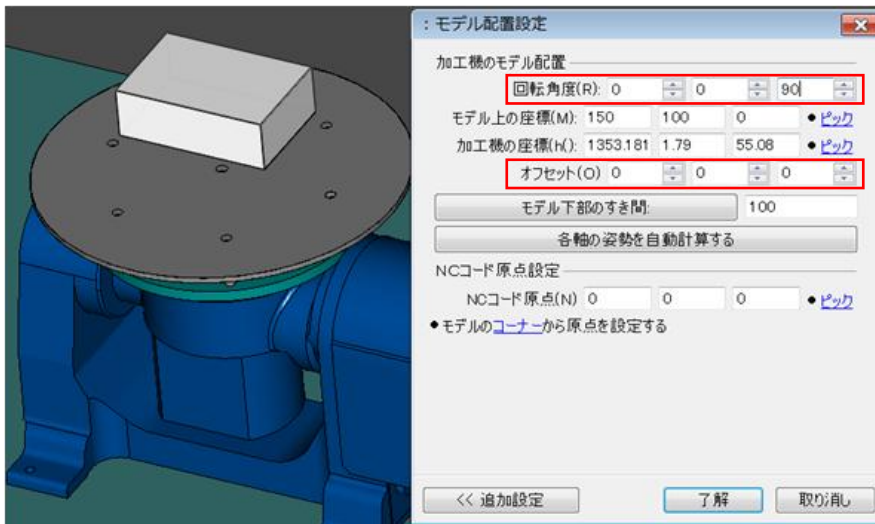 : モデル配置設定
加工機のモデル配置
回転角度(R): 0 0 90
モデル上の座標(M): 150 100 0 ●ピック
加工機の座標(h(): 1353.181 1.79 55.08 ●ピック
オフセット(O) 0 0 0
モデル下部のすき間: 100
各軸の姿勢を自動計算する
NCコード原点設定
NCコード原点(N) 0 0 0 ●ピック
●モデルのコーナーから原点を設定する
<< 追加設定 了解 取り消し